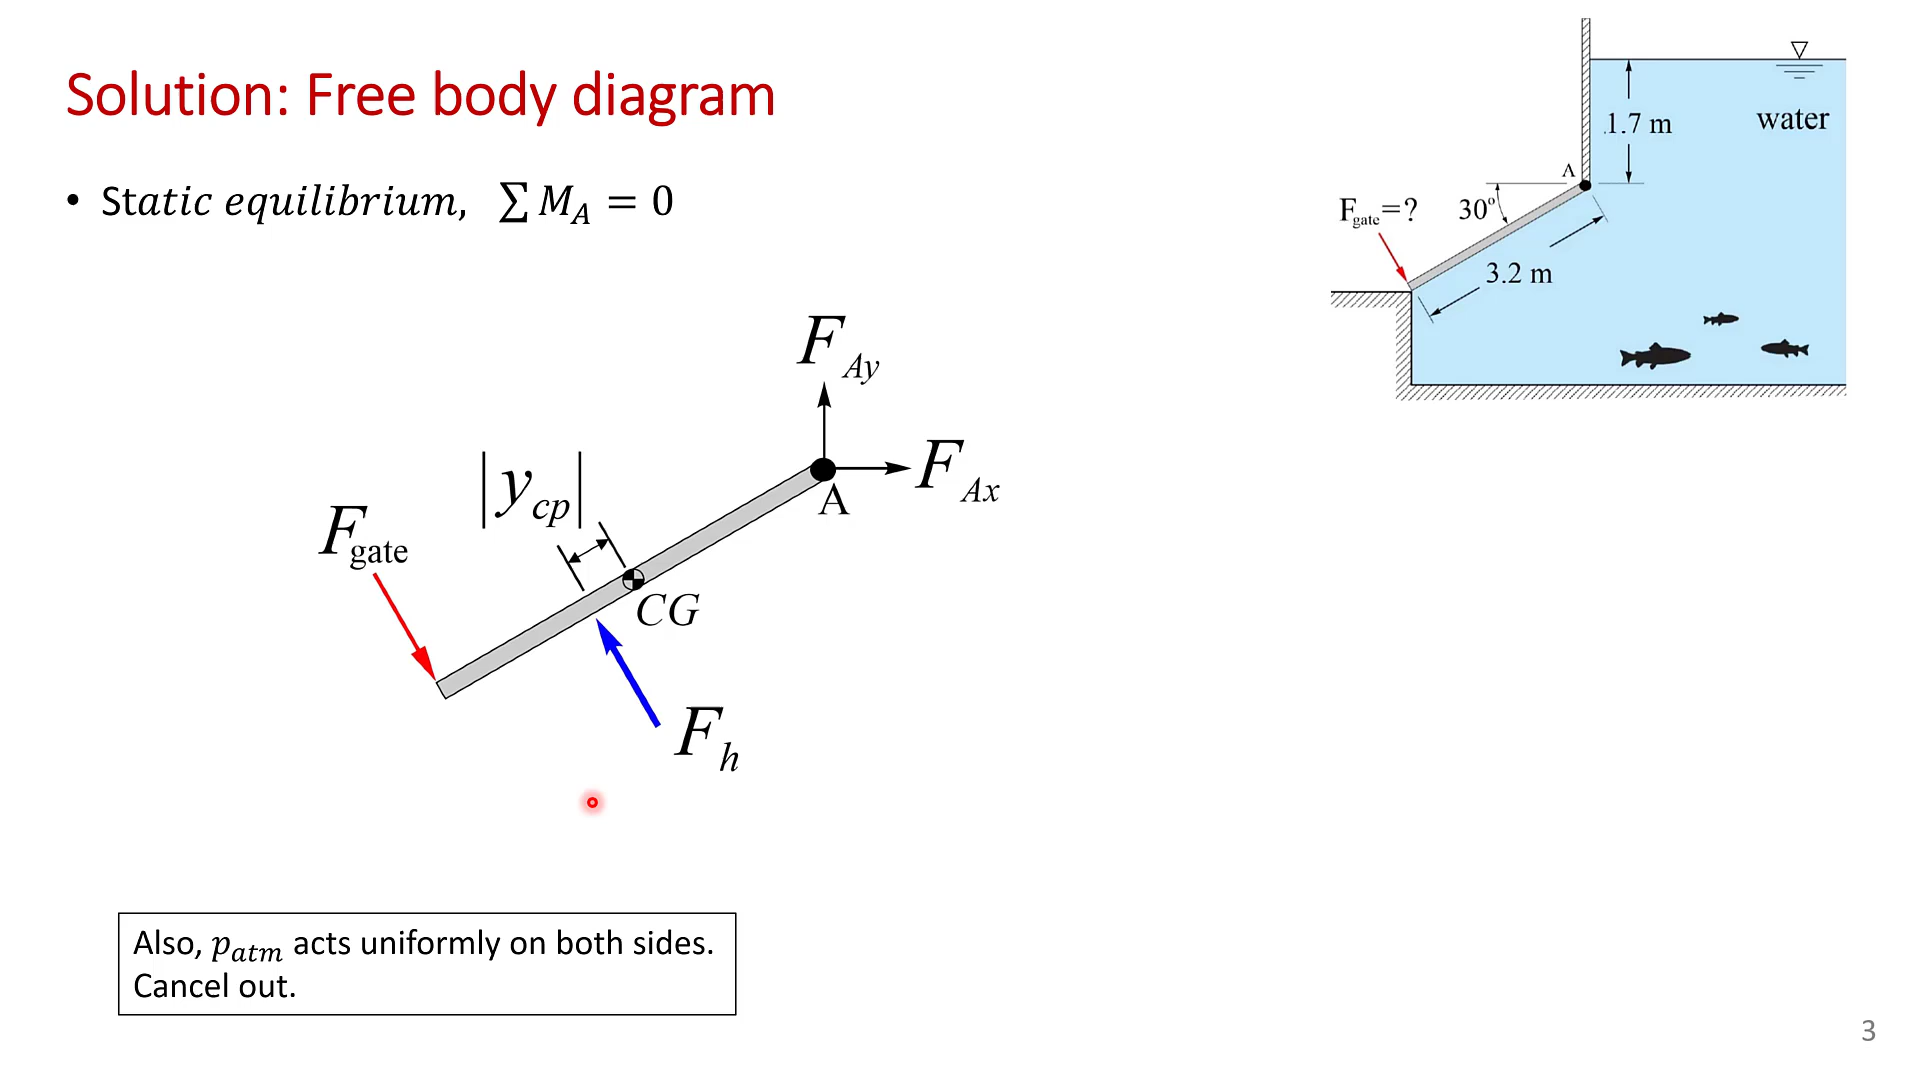 Solution: Free body diagram
• Static equilibrium, ∑ M_A = 0
1.7 m
water
A
F_gate=?
30°
3.2 m
F_Ay
|y_cp|
F_Ax
A
F_gate
CG
F_h
Also, p_atm acts uniformly on both sides.
Cancel out.
3